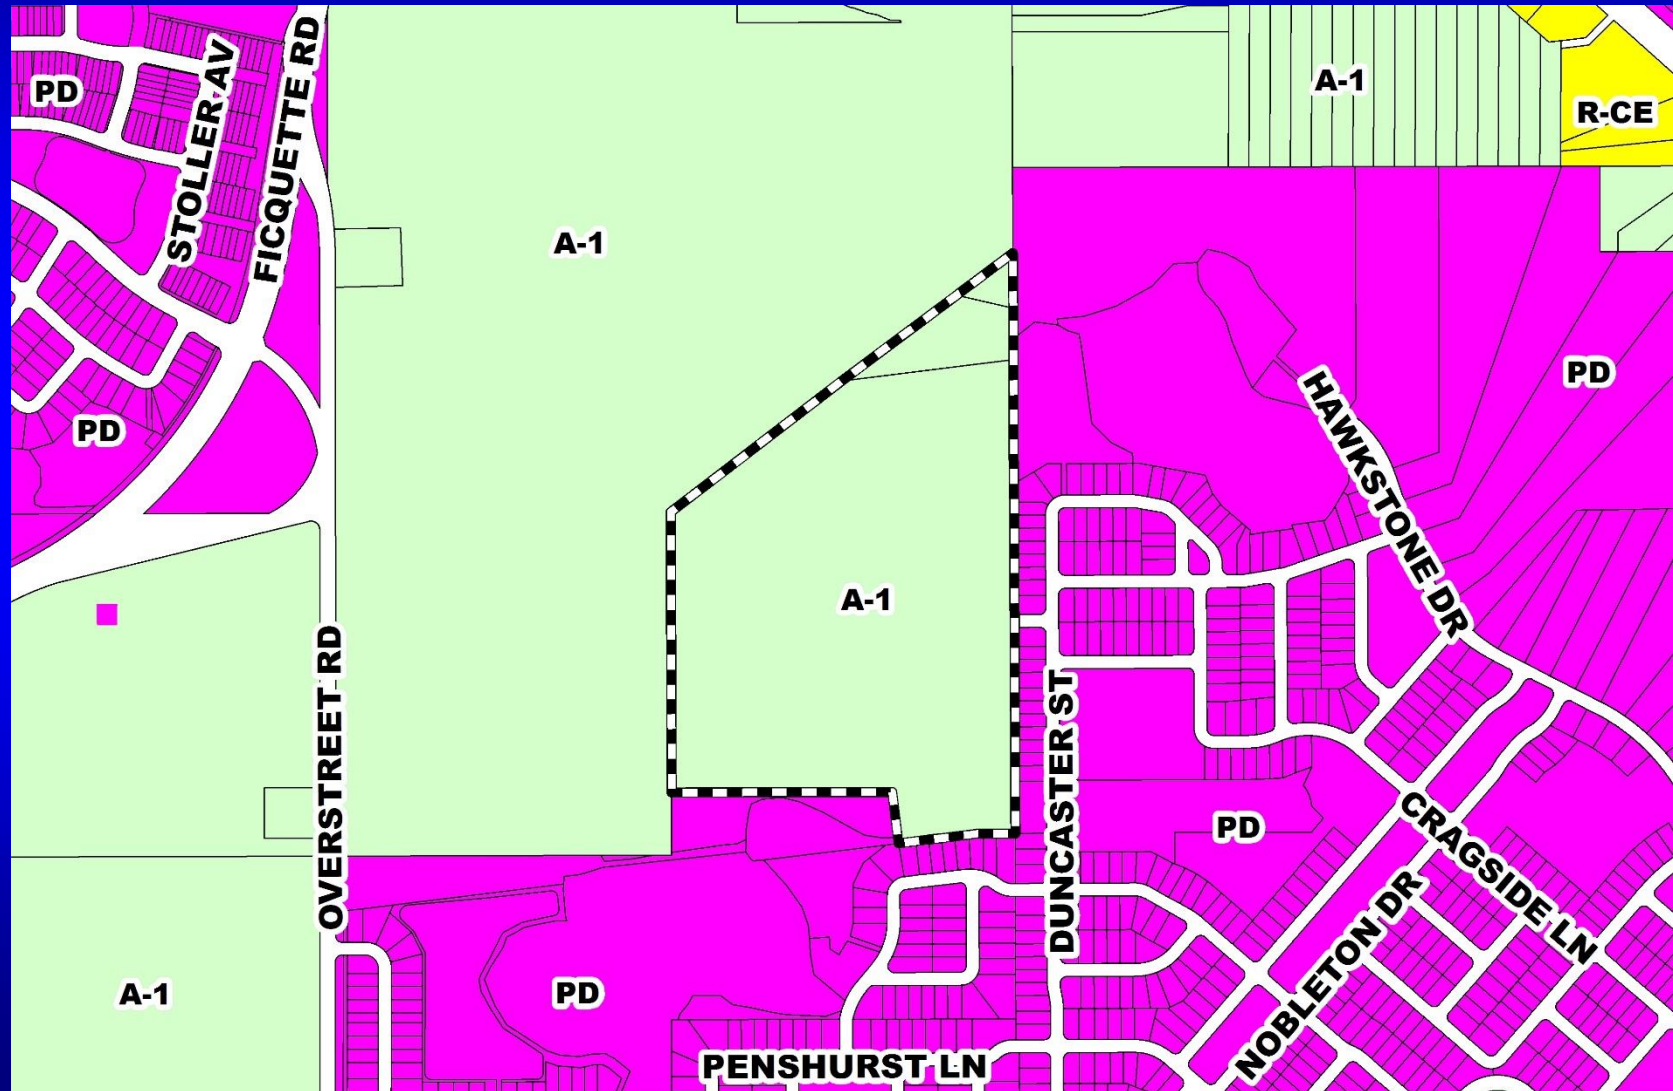 STOLLER AV
FICQUETTE RD
PD
A-1
R-CE
A-1
PD
PD
HAWKSTONE DR
A-1
OVERSTREET RD
DUNCASTER ST
PD
CRAGSIDE LN
NOBLETON DR
A-1
PD
PENSHURST LN